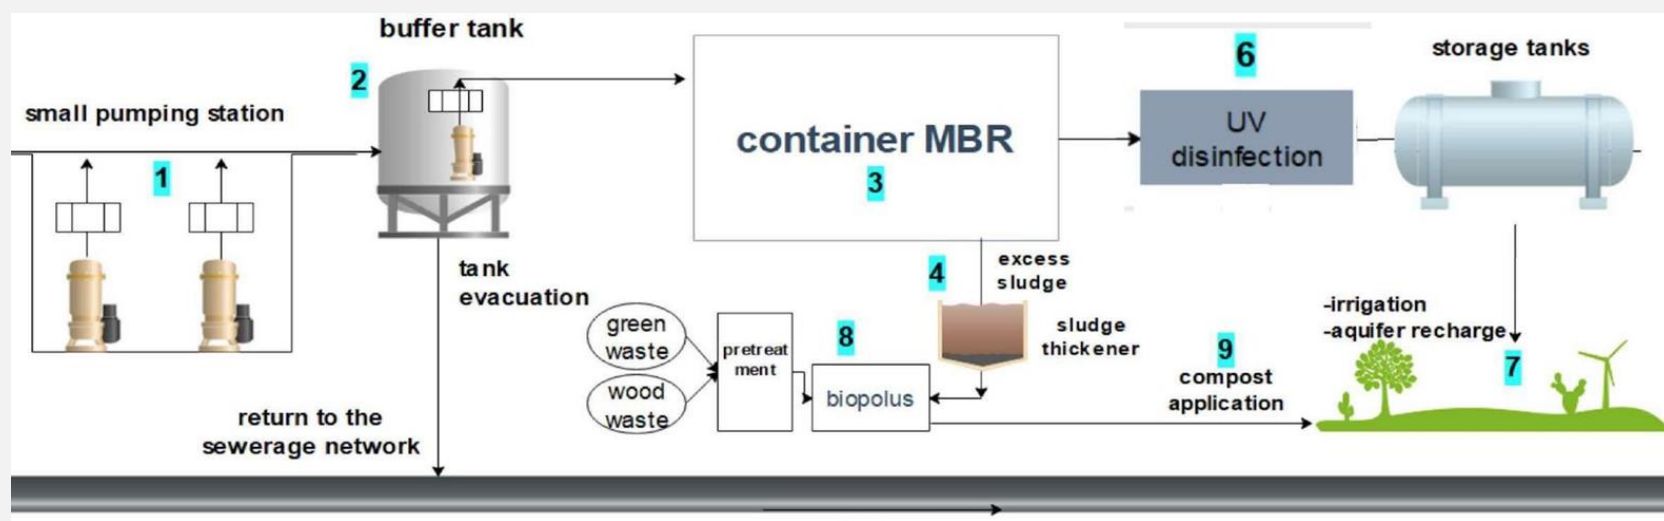 small pumping station
1
2
buffer tank
tank
evacuation
return to the
sewerage network
container MBR
3
6
UV
disinfection
storage tanks
4
excess
sludge
sludge
thickener
green
waste
wood
waste
pretreat
ment
8
biopolus
9
compost
application
-irrigation
-aquifer recharge
7